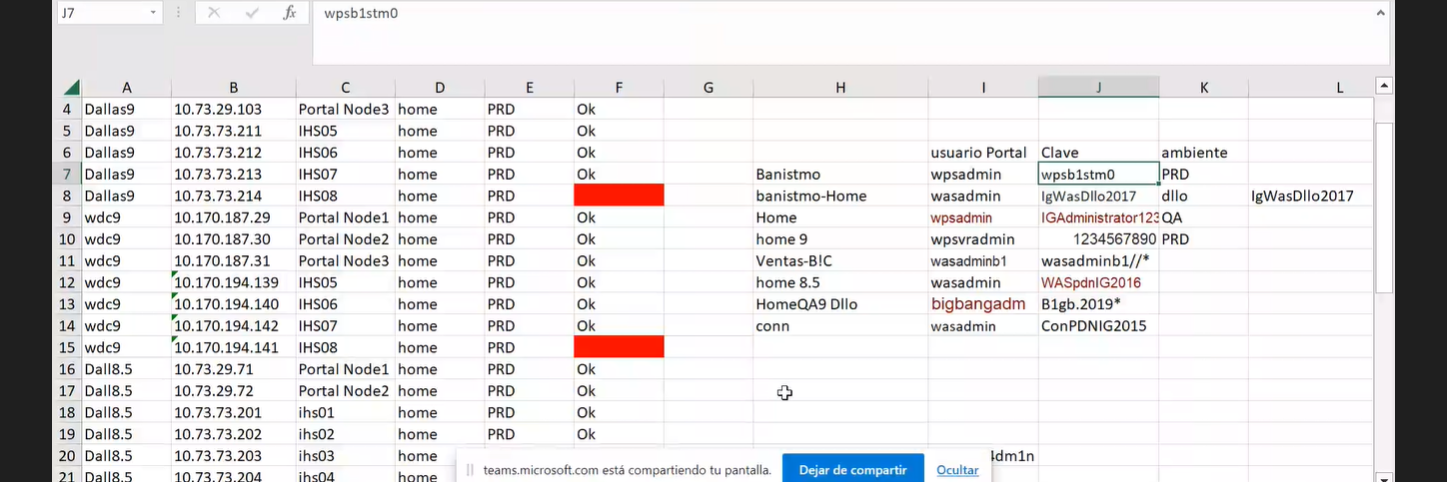 J7 fx wpsb1stm0
A B C D E F G H I J K L
4 Dallas9 10.73.29.103 Portal Node3 home PRD Ok
5 Dallas9 10.73.73.211 IHS05 home PRD Ok
6 Dallas9 10.73.73.212 IHS06 home PRD Ok usuario Portal Clave ambiente
7 Dallas9 10.73.73.213 IHS07 home PRD Ok Banistmo wpsadmin wpsb1stm0 PRD
8 Dallas9 10.73.73.214 IHS08 home PRD banistmo-Home wasadmin IgWasDllo2017 dllo IgWasDllo2017
9 wdc9 10.170.187.29 Portal Node1 home PRD Ok Home wpsadmin IGAdministrator123 QA
10 wdc9 10.170.187.30 Portal Node2 home PRD Ok home 9 wpsvradmin 1234567890 PRD
11 wdc9 10.170.187.31 Portal Node3 home PRD Ok Ventas-B!C wasadminb1 wasadminb1//*
12 wdc9 10.170.194.139 IHS05 home PRD Ok home 8.5 wasadmin WASpdnIG2016
13 wdc9 10.170.194.140 IHS06 home PRD Ok HomeQA9 Dllo bigbangadm B1gb.2019*
14 wdc9 10.170.194.142 IHS07 home PRD Ok conn wasadmin ConPDNIG2015
15 wdc9 10.170.194.141 IHS08 home PRD
16 Dall8.5 10.73.29.71 Portal Node1 home PRD Ok
17 Dall8.5 10.73.29.72 Portal Node2 home PRD Ok
18 Dall8.5 10.73.73.201 ihs01 home PRD Ok
19 Dall8.5 10.73.73.202 ihs02 home PRD Ok
20 Dall8.5 10.73.73.203 ihs03 home
21 Dall8.5 10.73.73.204 ihs04 home
teams.microsoft.com está compartiendo tu pantalla. Dejar de compartir Ocultar